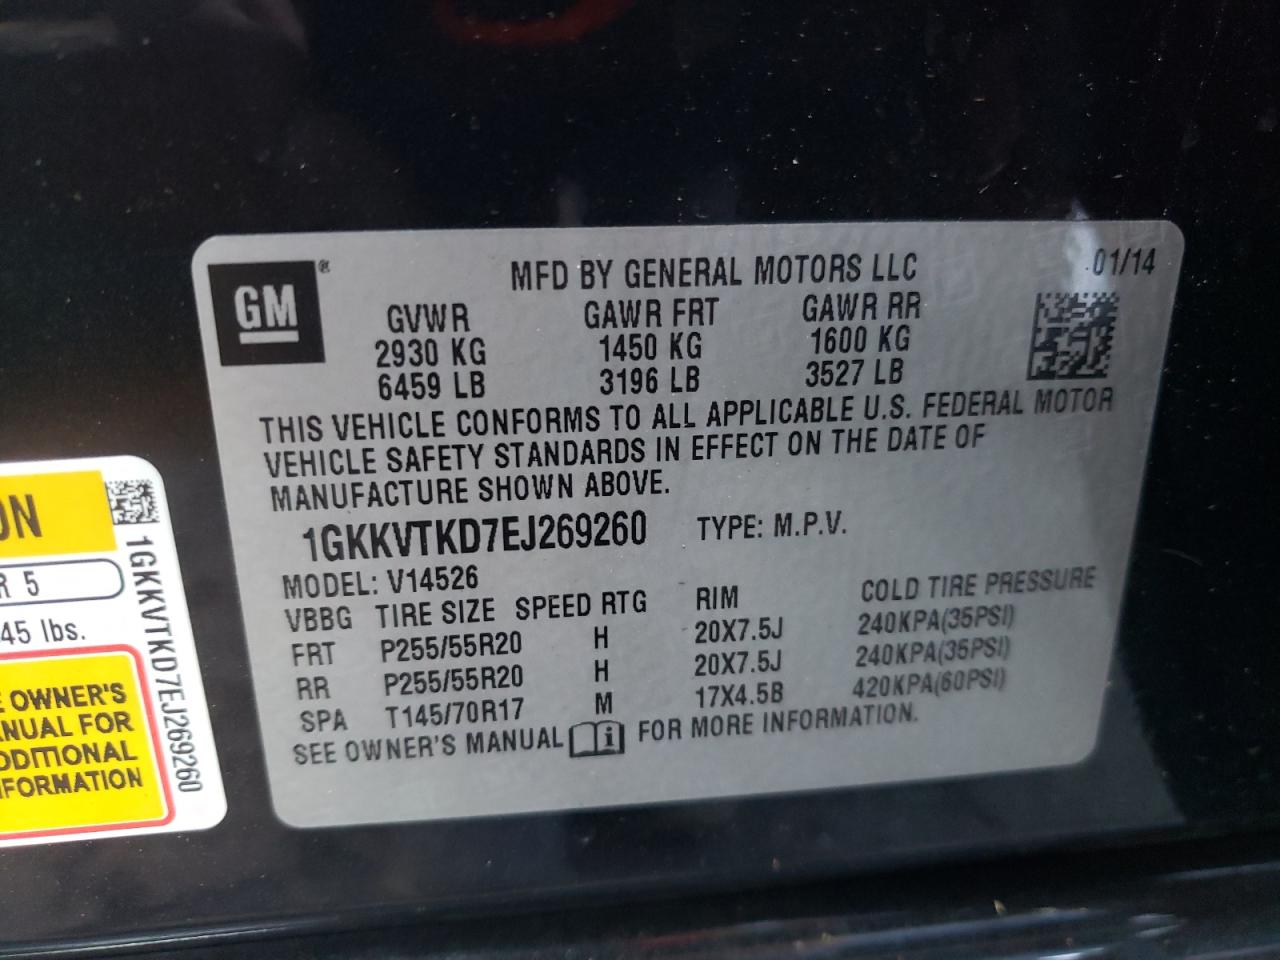 MFD BY GENERAL MOTORS LLC 01/14
GM®
GVWR GAWR FRT GAWR RR
2930 KG 1450 KG 1600 KG
6459 LB 3196 LB 3527 LB
THIS VEHICLE CONFORMS TO ALL APPLICABLE U.S. FEDERAL MOTOR
VEHICLE SAFETY STANDARDS IN EFFECT ON THE DATE OF
MANUFACTURE SHOWN ABOVE.
1GKKVTKD7EJ269260 TYPE: M.P.V.
MODEL: V14526
VBBG TIRE SIZE SPEED RTG RIM COLD TIRE PRESSURE
FRT P255/55R20 H 20X7.5J 240KPA(35PSI)
RR P255/55R20 H 20X7.5J 240KPA(35PSI)
SPA T145/70R17 M 17X4.5B 420KPA(60PSI)
SEE OWNER'S MANUAL i FOR MORE INFORMATION.
ON
R 5
45 lbs.
E OWNER'S
ANUAL FOR
DDITIONAL
NFORMATION
1GKKVTKD7EJ269260